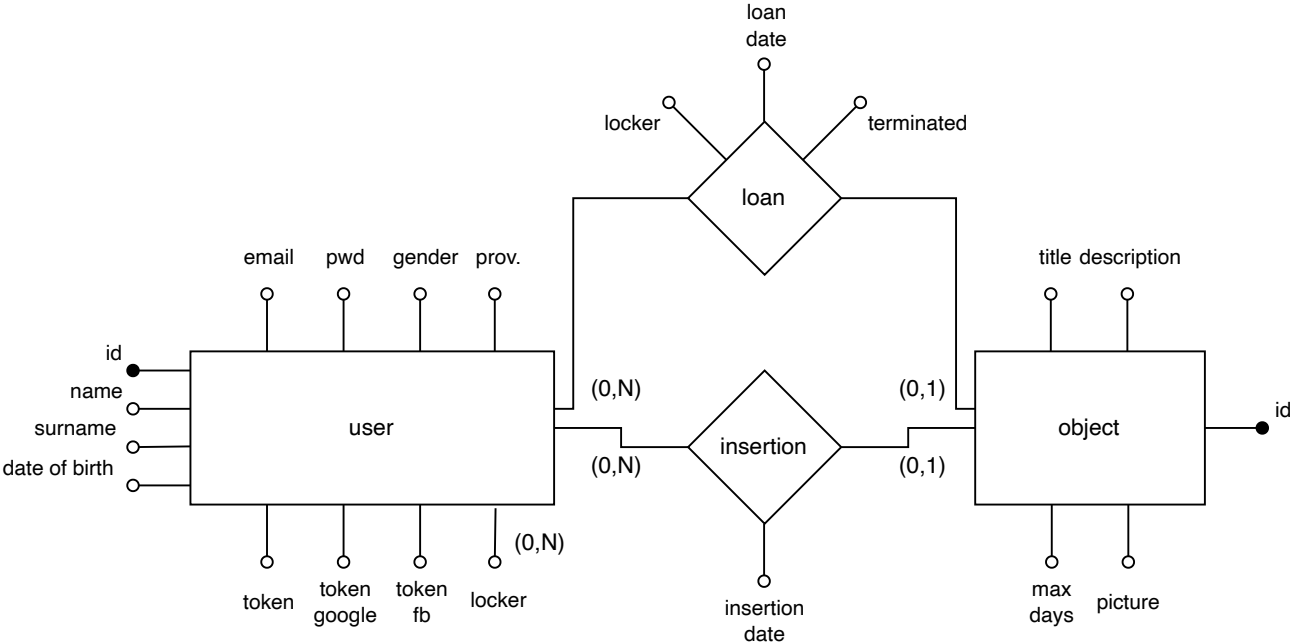 loan
date
locker
terminated
loan
email
pwd
gender
prov.
title description
id
name
surname
date of birth
user
(0,N)
(0,1)
(0,N)
(0,1)
insertion
object
id
(0,N)
token
token
google
token
fb
locker
insertion
date
max
days
picture